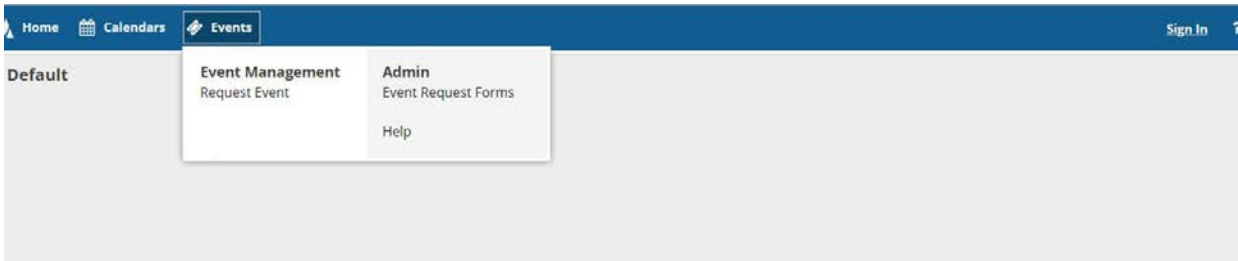 Home Calendars Events Sign In
Default
Event Management Admin
Request Event Event Request Forms
Help